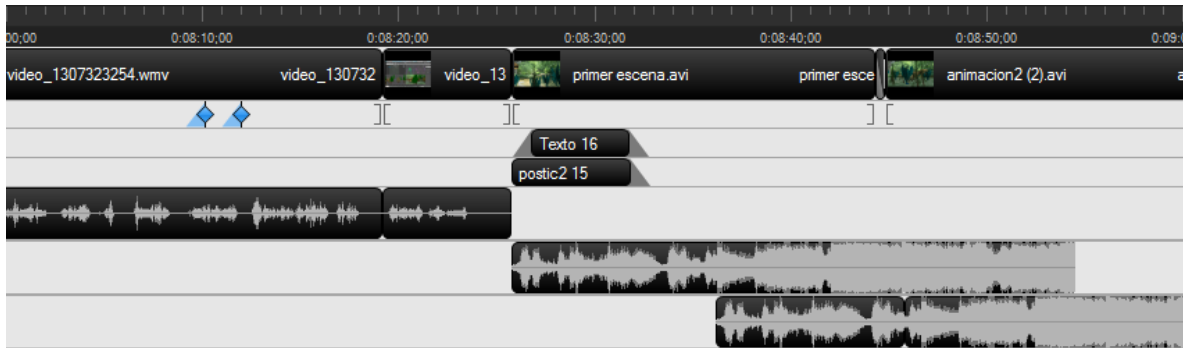 00;00 0:08:10;00 0:08:20;00 0:08:30;00 0:08:40;00 0:08:50;00 0:09:
video_1307323254.wmv video_130732 video_13 primer escena.avi primer esce animacion2 (2).avi a
Texto 16
postic2 15